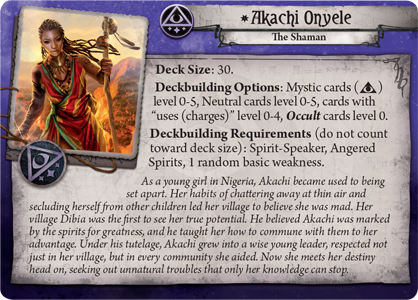 Akachi Onyele
The Shaman
Deck Size: 30.
Deckbuilding Options: Mystic cards ( )
level 0-5, Neutral cards level 0-5, cards with
"uses (charges)" level 0-4, Occult cards level 0.
Deckbuilding Requirements (do not count
toward deck size): Spirit-Speaker, Angered
Spirits, 1 random basic weakness.
As a young girl in Nigeria, Akachi became used to being
set apart. Her habits of chattering away at thin air and
secluding herself from other children led her village to believe she was mad. Her
village Dibia was the first to see her true potential. He believed Akachi was marked
by the spirits for greatness, and he taught her how to commune with them to her
advantage. Under his tutelage, Akachi grew into a wise young leader, respected not
just in her village, but in every community she aided. Now she meets her destiny
head on, seeking out unnatural troubles that only her knowledge can stop.